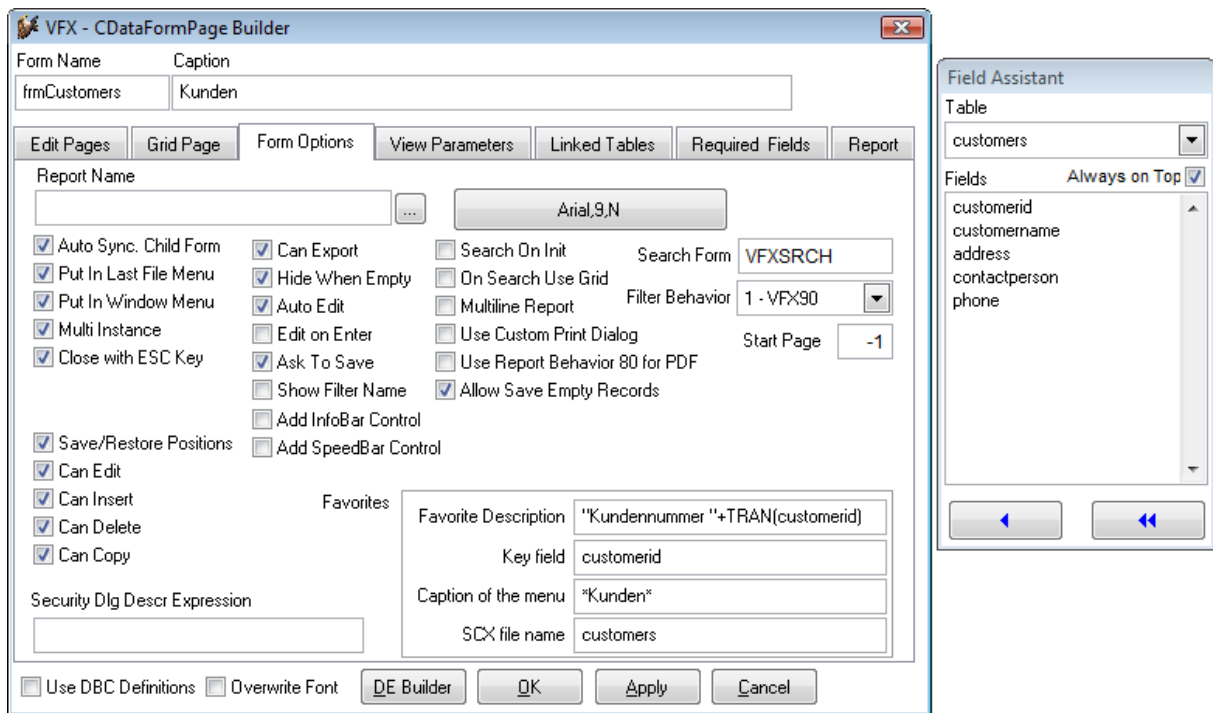 VFX - CDataFormPage Builder
Form Name Caption
frmCustomers Kunden
Edit Pages Grid Page Form Options View Parameters Linked Tables Required Fields Report
Report Name
... Arial,9,N
Auto Sync. Child Form Can Export Search On Init Search Form VFXSRCH
Put In Last File Menu Hide When Empty On Search Use Grid
Put In Window Menu Auto Edit Multiline Report Filter Behavior 1 - VFX90
Multi Instance Edit on Enter Use Custom Print Dialog Start Page -1
Close with ESC Key Ask To Save Use Report Behavior 80 for PDF
Show Filter Name Allow Save Empty Records
Add InfoBar Control
Save/Restore Positions Add SpeedBar Control
Can Edit
Can Insert Favorites
Can Delete Favorite Description "Kundennummer "+TRAN(customerid)
Can Copy Key field customerid
Security Dlg Descr Expression Caption of the menu "Kunden"
SCX file name customers
Use DBC Definitions Overwrite Font DE Builder OK Apply Cancel
Field Assistant
Table
customers
Fields Always on Top
customerid
customername
address
contactperson
phone